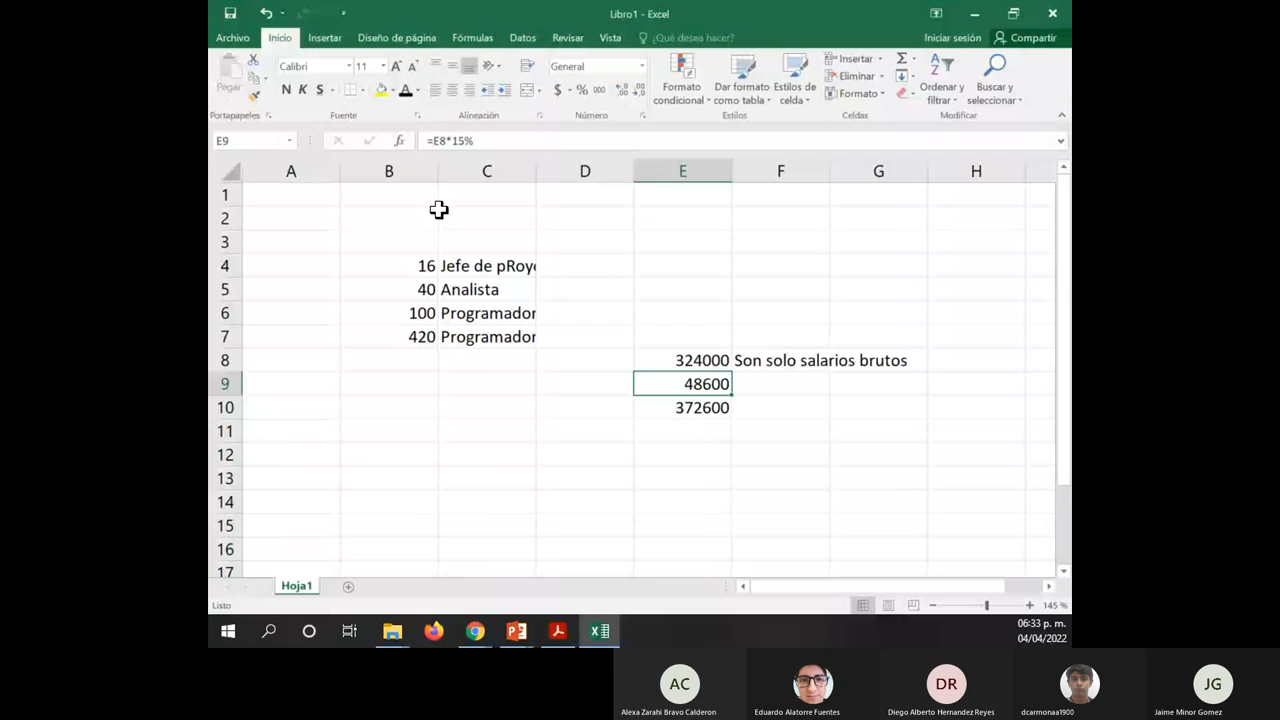 Libro1 - Excel
Archivo Inicio Insertar Diseño de página Fórmulas Datos Revisar Vista ¿Qué desea hacer? Iniciar sesión Compartir
Pegar
Calibri 11
N K S
General
$ % 000
Formato condicional
Dar formato como tabla
Estilos de celda
Insertar
Eliminar
Formato
Ordenar y filtrar
Buscar y seleccionar
Portapapeles Fuente Alineación Número Estilos Celdas Modificar
E9 fx =E8*15%
A B C D E F G H
1
2
3
4 16 Jefe de pRoye
5 40 Analista
6 100 Programador
7 420 Programador
8 324000 Son solo salarios brutos
9 48600
10 372600
11
12
13
14
15
16
17
Hoja1
Listo 145 %
06:33 p. m.
04/04/2022
AC DR JG
Alexa Zarahi Bravo Calderon Eduardo Alatorre Fuentes Diego Alberto Hernandez Reyes dcarmonaa1900 Jaime Minor Gomez